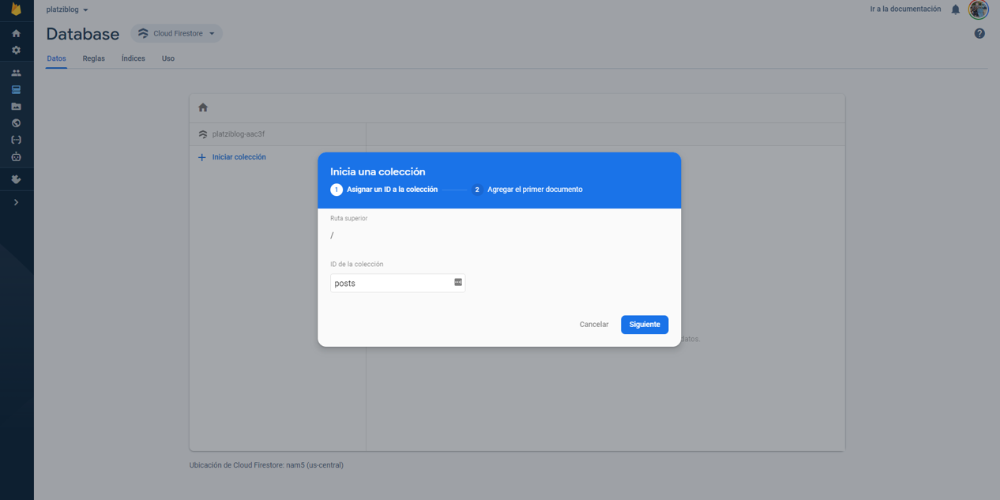 platziblog
Ir a la documentación
Database
Cloud Firestore
Datos
Reglas
Índices
Uso
platziblog-aac3f
Iniciar colección
Inicia una colección
1 Asignar un ID a la colección
2 Agregar el primer documento
Ruta superior
/
ID de la colección
posts
Cancelar
Siguiente
datos.
Ubicación de Cloud Firestore: nam5 (us-central)